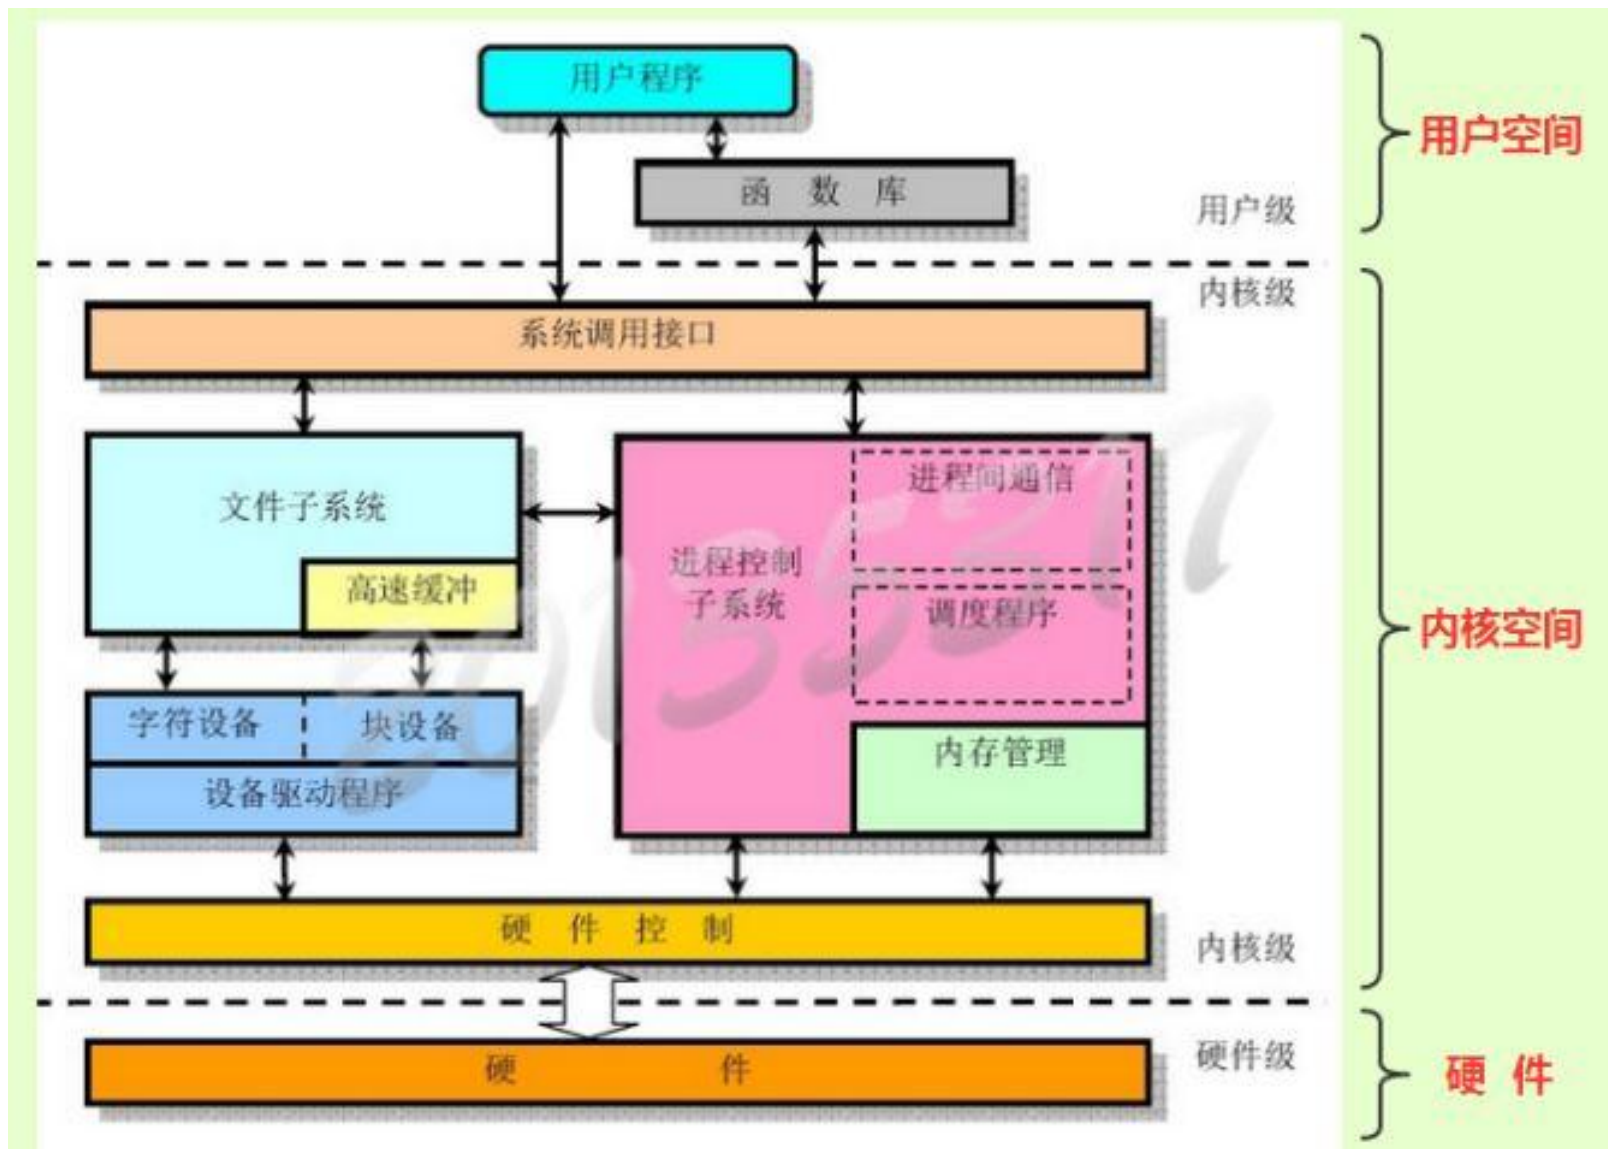 用户程序
用户空间
函数库
用户级
内核级
系统调用接口
文件子系统
进程间通信
高速缓冲
进程控制
子系统
调度程序
内核空间
字符设备
块设备
内存管理
设备驱动程序
硬件控制
内核级
硬件
硬件级
硬件